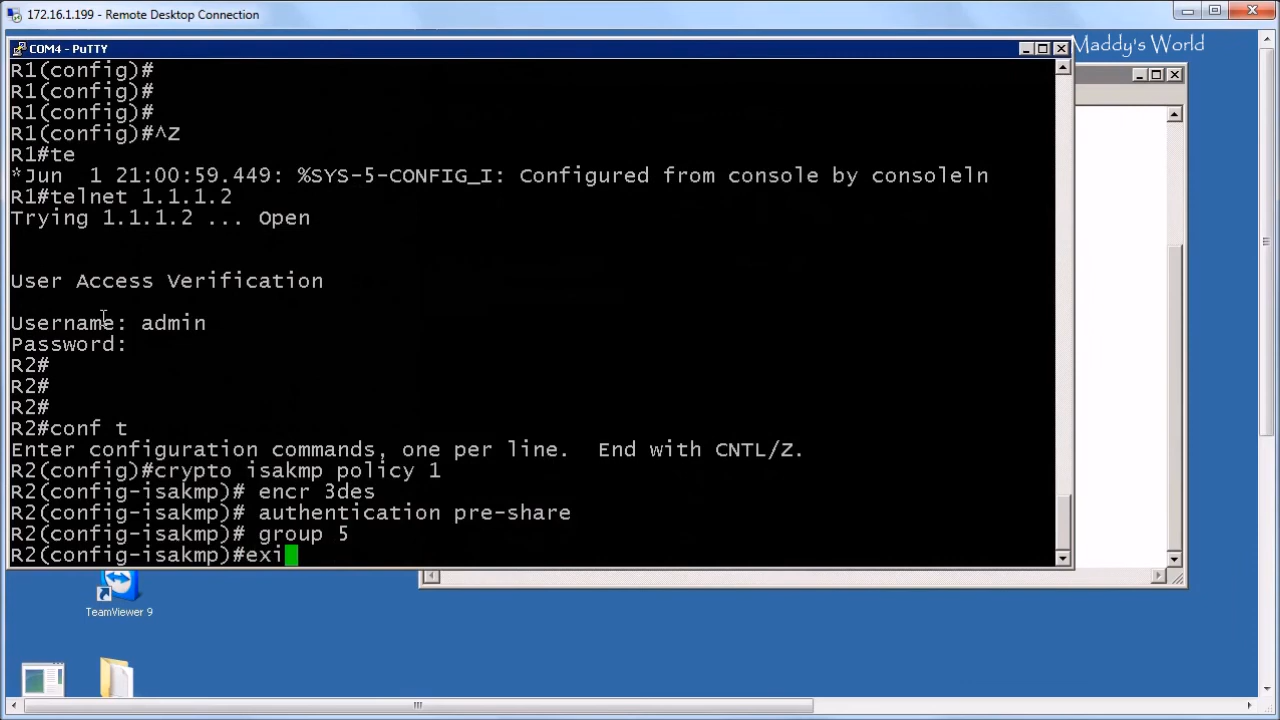 172.16.1.199 - Remote Desktop Connection
Maddy's World
COM4 - PuTTY
R1(config)#
R1(config)#
R1(config)#
R1(config)#^Z
R1#te
*Jun  1 21:00:59.449: %SYS-5-CONFIG_I: Configured from console by consoleln
R1#telnet 1.1.1.2
Trying 1.1.1.2 ... Open
User Access Verification
Username: admin
Password:
R2#
R2#
R2#
R2#conf t
Enter configuration commands, one per line.  End with CNTL/Z.
R2(config)#crypto isakmp policy 1
R2(config-isakmp)# encr 3des
R2(config-isakmp)# authentication pre-share
R2(config-isakmp)# group 5
R2(config-isakmp)#exi
TeamViewer 9